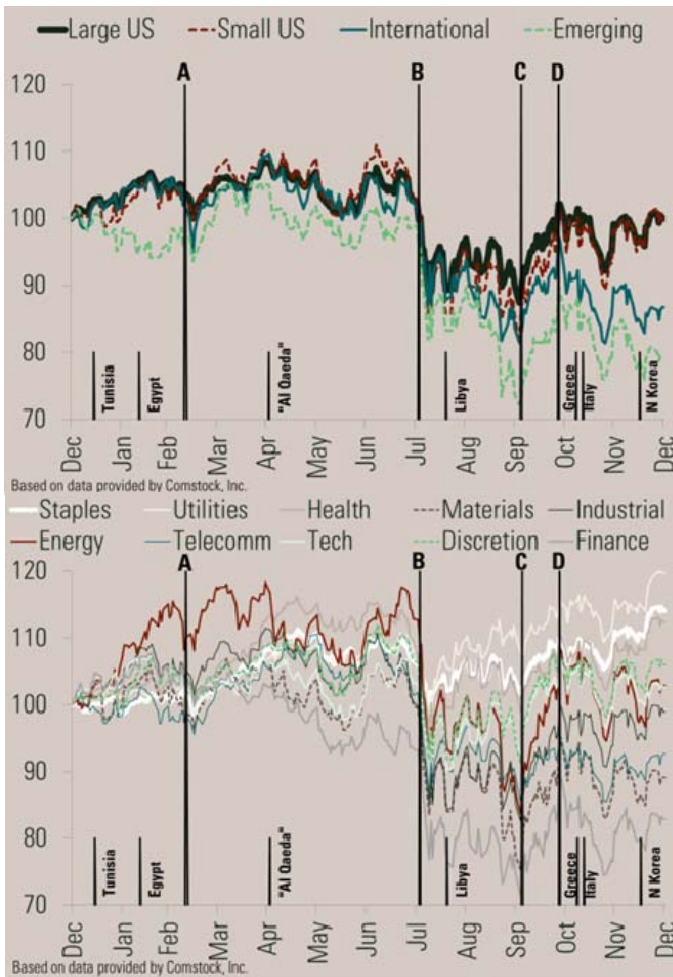 Large US Small US International Emerging
A B C D
120
110
100
90
80
70
Tunisia Egypt "Al Qaeda" Libya Greece Italy N Korea
Dec Jan Feb Mar Apr May Jun Jul Aug Sep Oct Nov Dec
Based on data provided by Comstock, Inc.
Staples Utilities Health Materials Industrial
Energy Telecomm Tech Discretion Finance
A B C D
120
110
100
90
80
70
Tunisia Egypt "Al Qaeda" Libya Greece Italy N Korea
Dec Jan Feb Mar Apr May Jun Jul Aug Sep Oct Nov Dec
Based on data provided by Comstock, Inc.